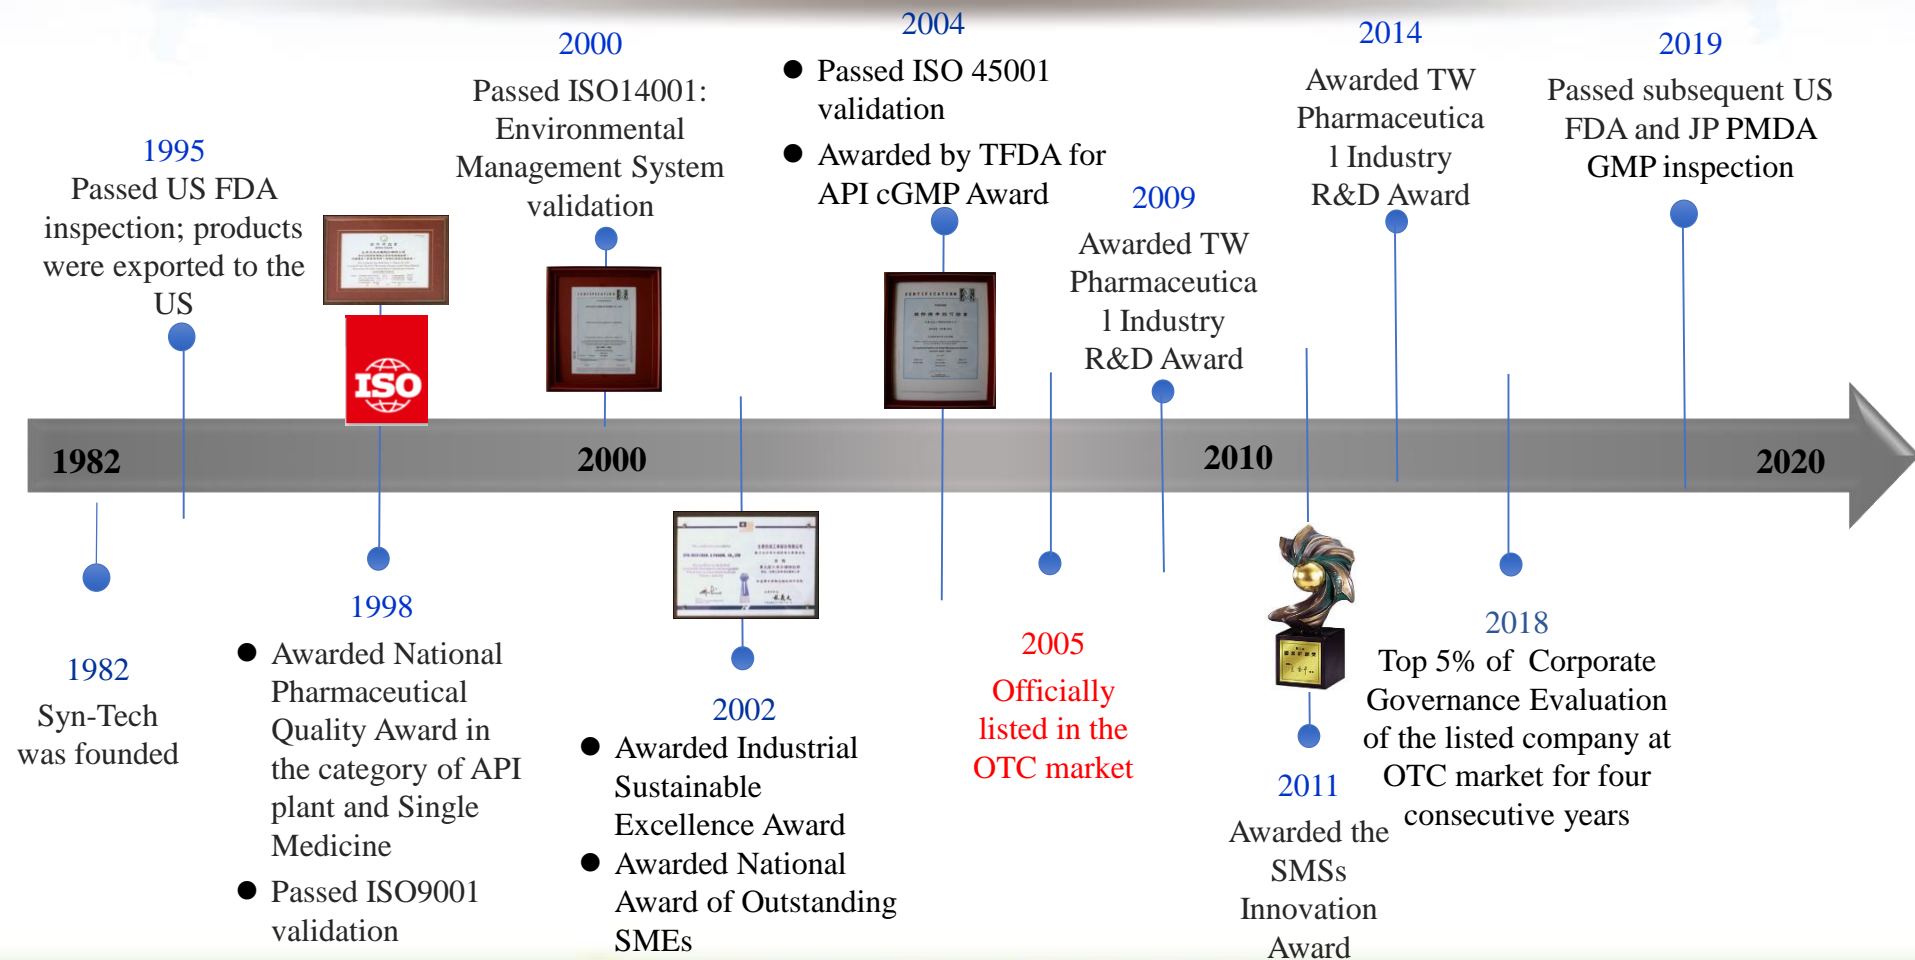 1995
Passed US FDA
inspection; products
were exported to the
US
2000
Passed ISO14001:
Environmental
Management System
validation
2004
● Passed ISO 45001
validation
● Awarded by TFDA for
API cGMP Award
2009
Awarded TW
Pharmaceutica
l Industry
R&D Award
2014
Awarded TW
Pharmaceutica
l Industry
R&D Award
2019
Passed subsequent US
FDA and JP PMDA
GMP inspection
ISO
CERTIFICATION
CERTIFICATION
1982
2000
2010
2020
1982
Syn-Tech
was founded
1998
● Awarded National
Pharmaceutical
Quality Award in
the category of API
plant and Single
Medicine
● Passed ISO9001
validation
2002
● Awarded Industrial
Sustainable
Excellence Award
● Awarded National
Award of Outstanding
SMEs
2005
Officially
listed in the
OTC market
2011
Awarded the
SMSs
Innovation
Award
2018
Top 5% of Corporate
Governance Evaluation
of the listed company at
OTC market for four
consecutive years